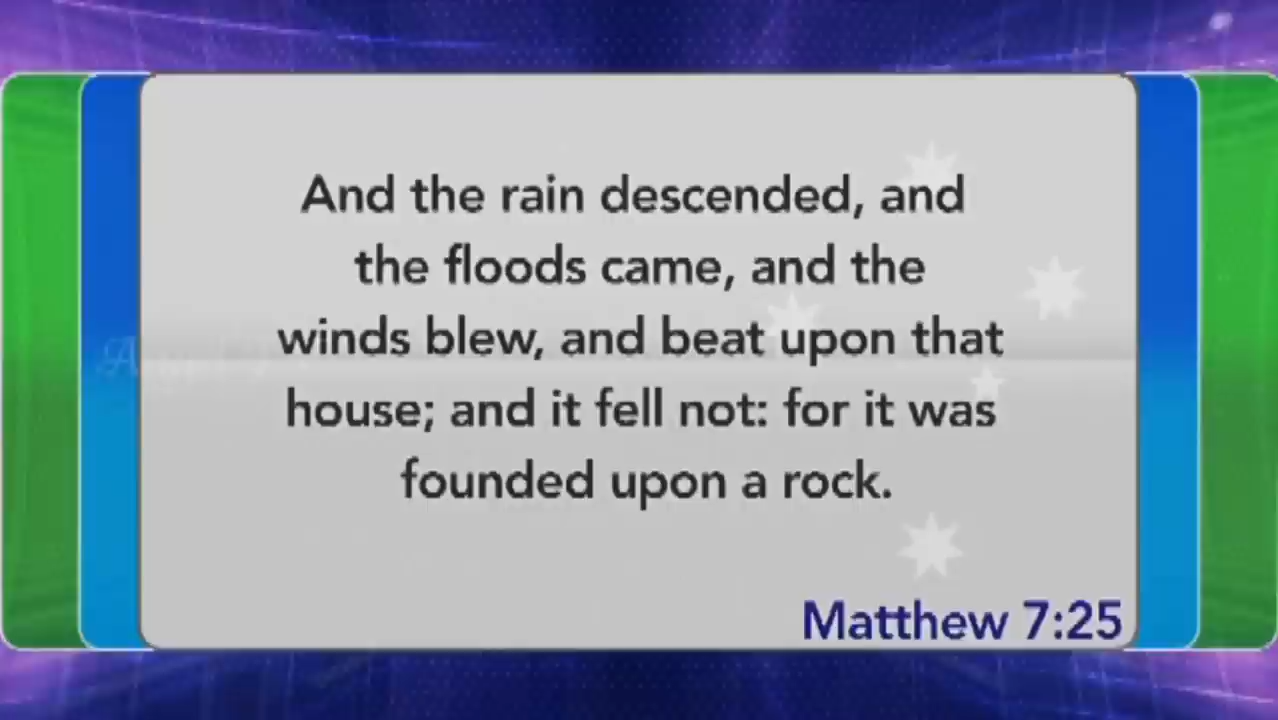 And the rain descended, and
the floods came, and the
winds blew, and beat upon that
house; and it fell not: for it was
founded upon a rock.
Matthew 7:25